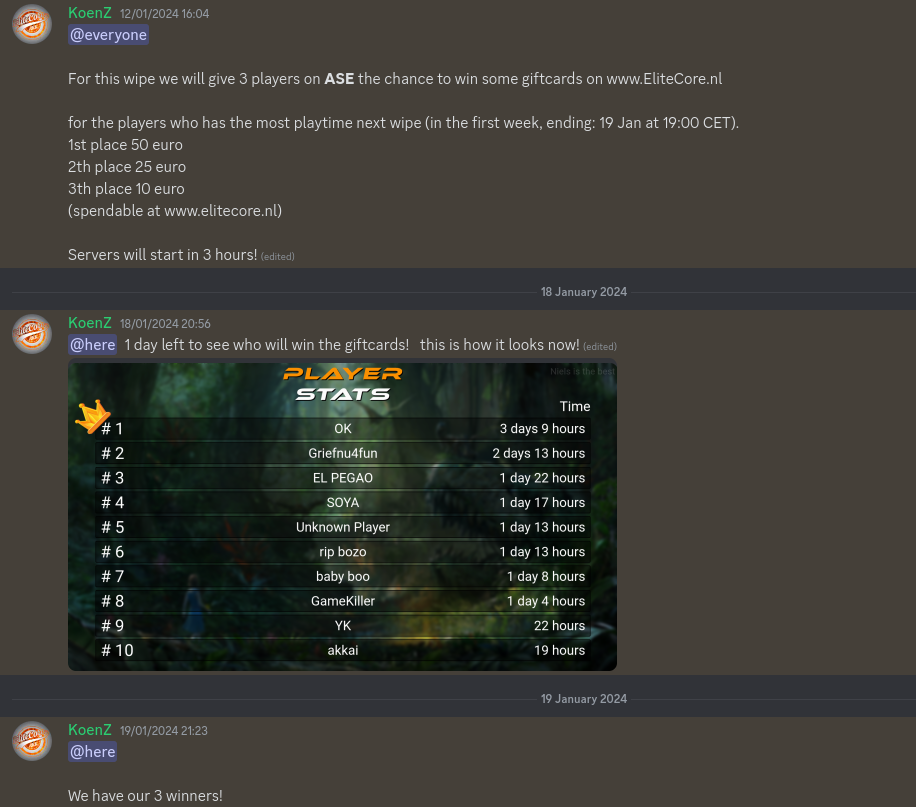 KoenZ 12/01/2024 16:04
@everyone
For this wipe we will give 3 players on ASE the chance to win some giftcards on www.EliteCore.nl
for the players who has the most playtime next wipe (in the first week, ending: 19 Jan at 19:00 CET).
1st place 50 euro
2th place 25 euro
3th place 10 euro
(spendable at www.elitecore.nl)
Servers will start in 3 hours! (edited)
18 January 2024
KoenZ 18/01/2024 20:56
@here 1 day left to see who will win the giftcards! this is how it looks now! (edited)
Niels is the best
PLAYER
STATS
Time
# 1 OK 3 days 9 hours
# 2 Griefnu4fun 2 days 13 hours
# 3 EL PEGAO 1 day 22 hours
# 4 SOYA 1 day 17 hours
# 5 Unknown Player 1 day 13 hours
# 6 rip bozo 1 day 13 hours
# 7 baby boo 1 day 8 hours
# 8 GameKiller 1 day 4 hours
# 9 YK 22 hours
# 10 akkai 19 hours
19 January 2024
KoenZ 19/01/2024 21:23
@here
We have our 3 winners!